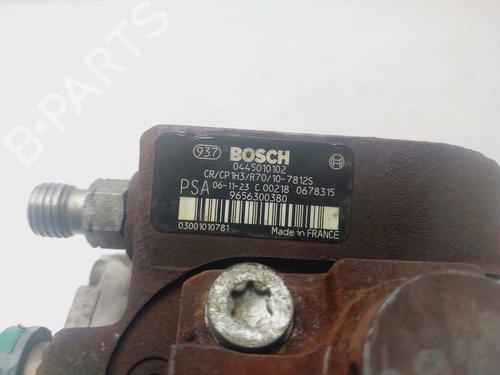 B-PARTS
937 BOSCH
0445010102
CR/CP1H3/R70/10-7812S
PSA 06-11-23 C 00218 0678315
9656300380
03001010781 Made in FRANCE